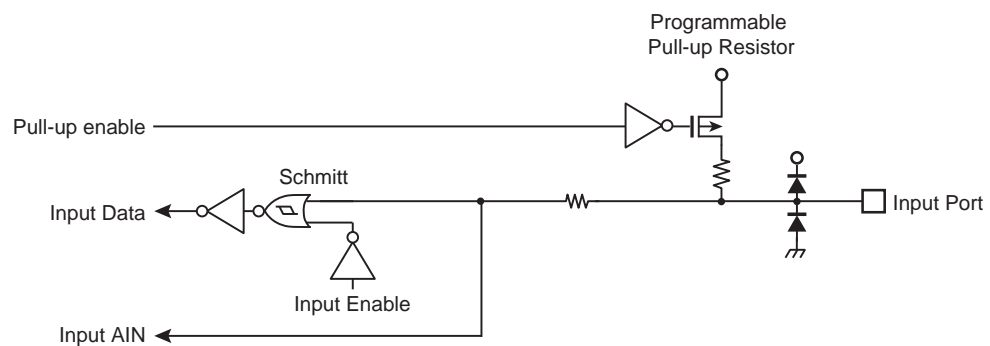 Programmable
Pull-up Resistor
Pull-up enable
Schmitt
Input Data
Input Port
Input Enable
Input AIN